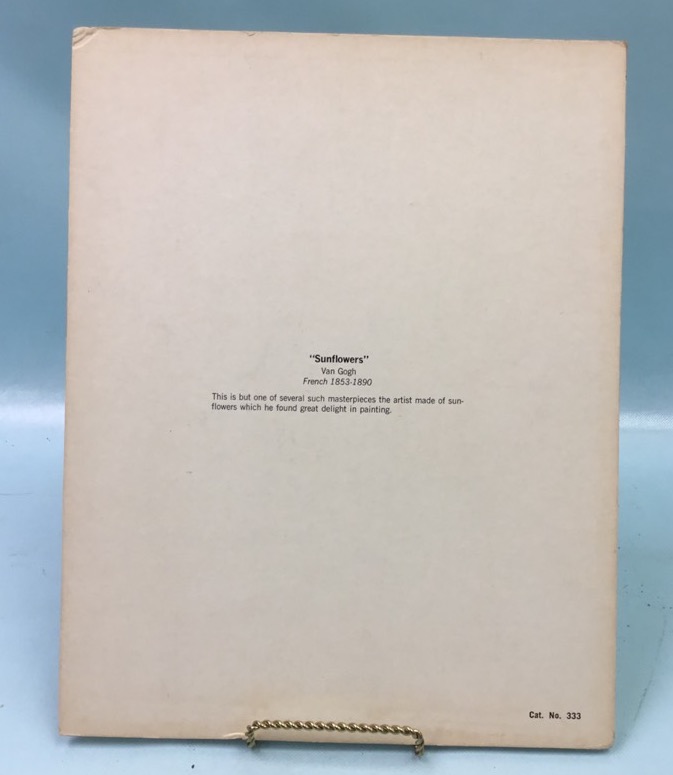 "Sunflowers"
Van Gogh
French 1853-1890
This is but one of several such masterpieces the artist made of sun-
flowers which he found great delight in painting.
Cat. No. 333